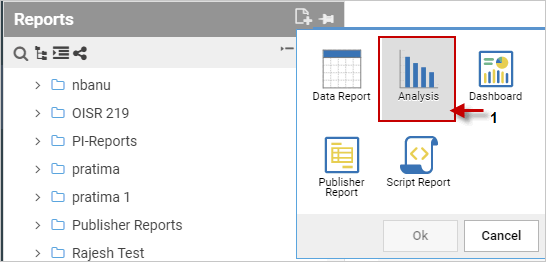 Reports
nbanu
OISR 219
PI-Reports
pratima
pratima 1
Publisher Reports
Rajesh Test
Data Report
Analysis
Dashboard
1
Publisher
Report
Script Report
Ok
Cancel